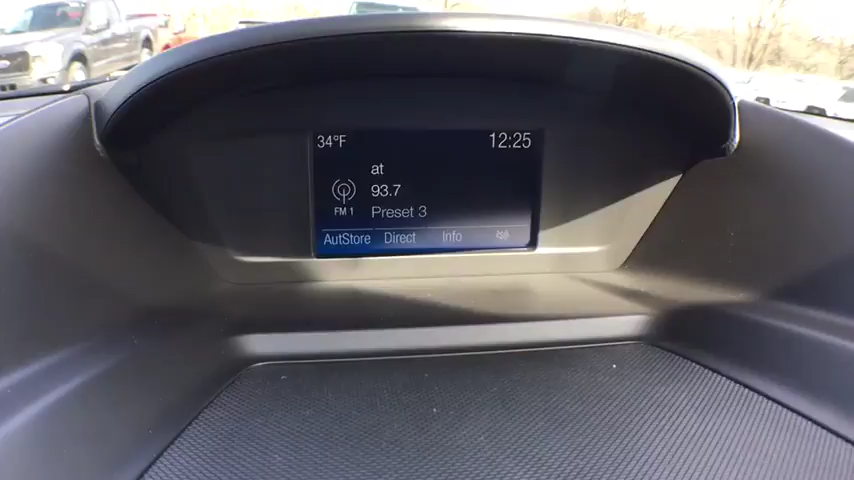 34°F 12:25
at
93.7
FM 1 Preset 3
AutStore Direct Info